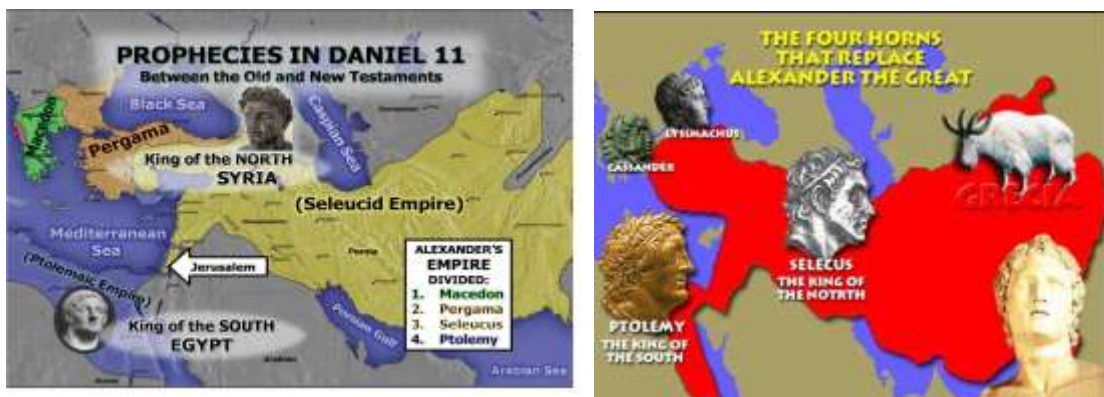 PROPHECIES IN DANIEL 11
Between the Old and New Testaments
Black Sea
Caspian Sea
Macedon
Pergama
King of the NORTH
SYRIA
(Seleucid Empire)
Mediterranean
Sea
Jerusalem
Persia
(Ptolemaic Empire)
King of the SOUTH
EGYPT
Persian Gulf
Arabian Sea
ALEXANDER'S
EMPIRE
DIVIDED:
1. Macedon
2. Pergama
3. Seleucus
4. Ptolemy
THE FOUR HORNS
THAT REPLACE
ALEXANDER THE GREAT
LYSIMACHUS
CASSANDER
GRECIA
SELECUS
THE KING OF
THE NOTRTH
PTOLEMY
THE KING OF
THE SOUTH